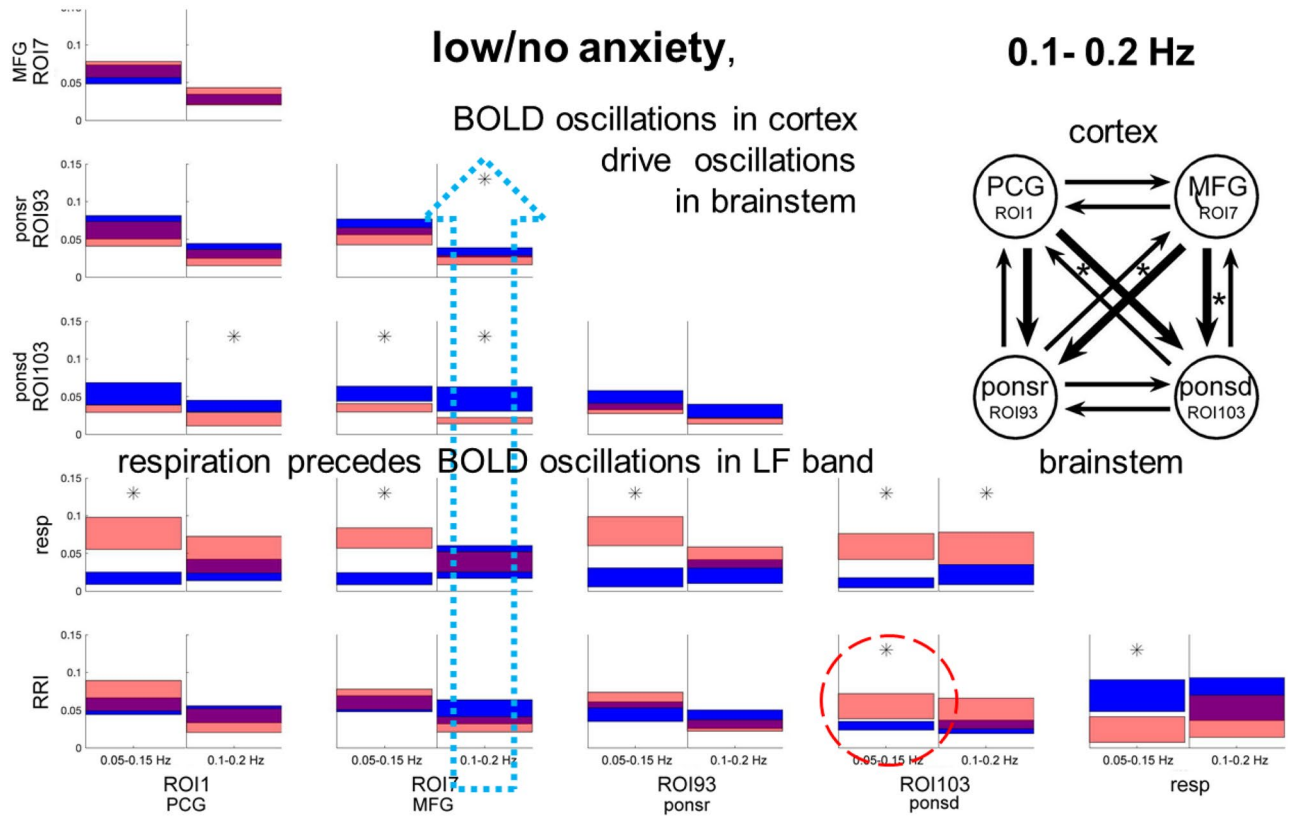 low/no anxiety,
0.1- 0.2 Hz
BOLD oscillations in cortex
drive oscillations
in brainstem
MFG
ROI7
0.1
0.05
0
ponsr
ROI93
0.15
0.1
0.05
0
*
cortex
PCG
ROI1
MFG
ROI7
*
*
*
ponsr
ROI93
ponsd
ROI103
brainstem
ponsd
ROI103
0.15
0.1
0.05
0
*
*
*
respiration precedes BOLD oscillations in LF band
resp
0.15
0.1
0.05
0
*
*
*
*
*
RRI
0.15
0.1
0.05
0
*
*
0.05-0.15 Hz 0.1-0.2 Hz
ROI1
PCG
0.05-0.15 Hz 0.1-0.2 Hz
ROI7
MFG
0.05-0.15 Hz 0.1-0.2 Hz
ROI93
ponsr
0.05-0.15 Hz 0.1-0.2 Hz
ROI103
ponsd
0.05-0.15 Hz 0.1-0.2 Hz
resp